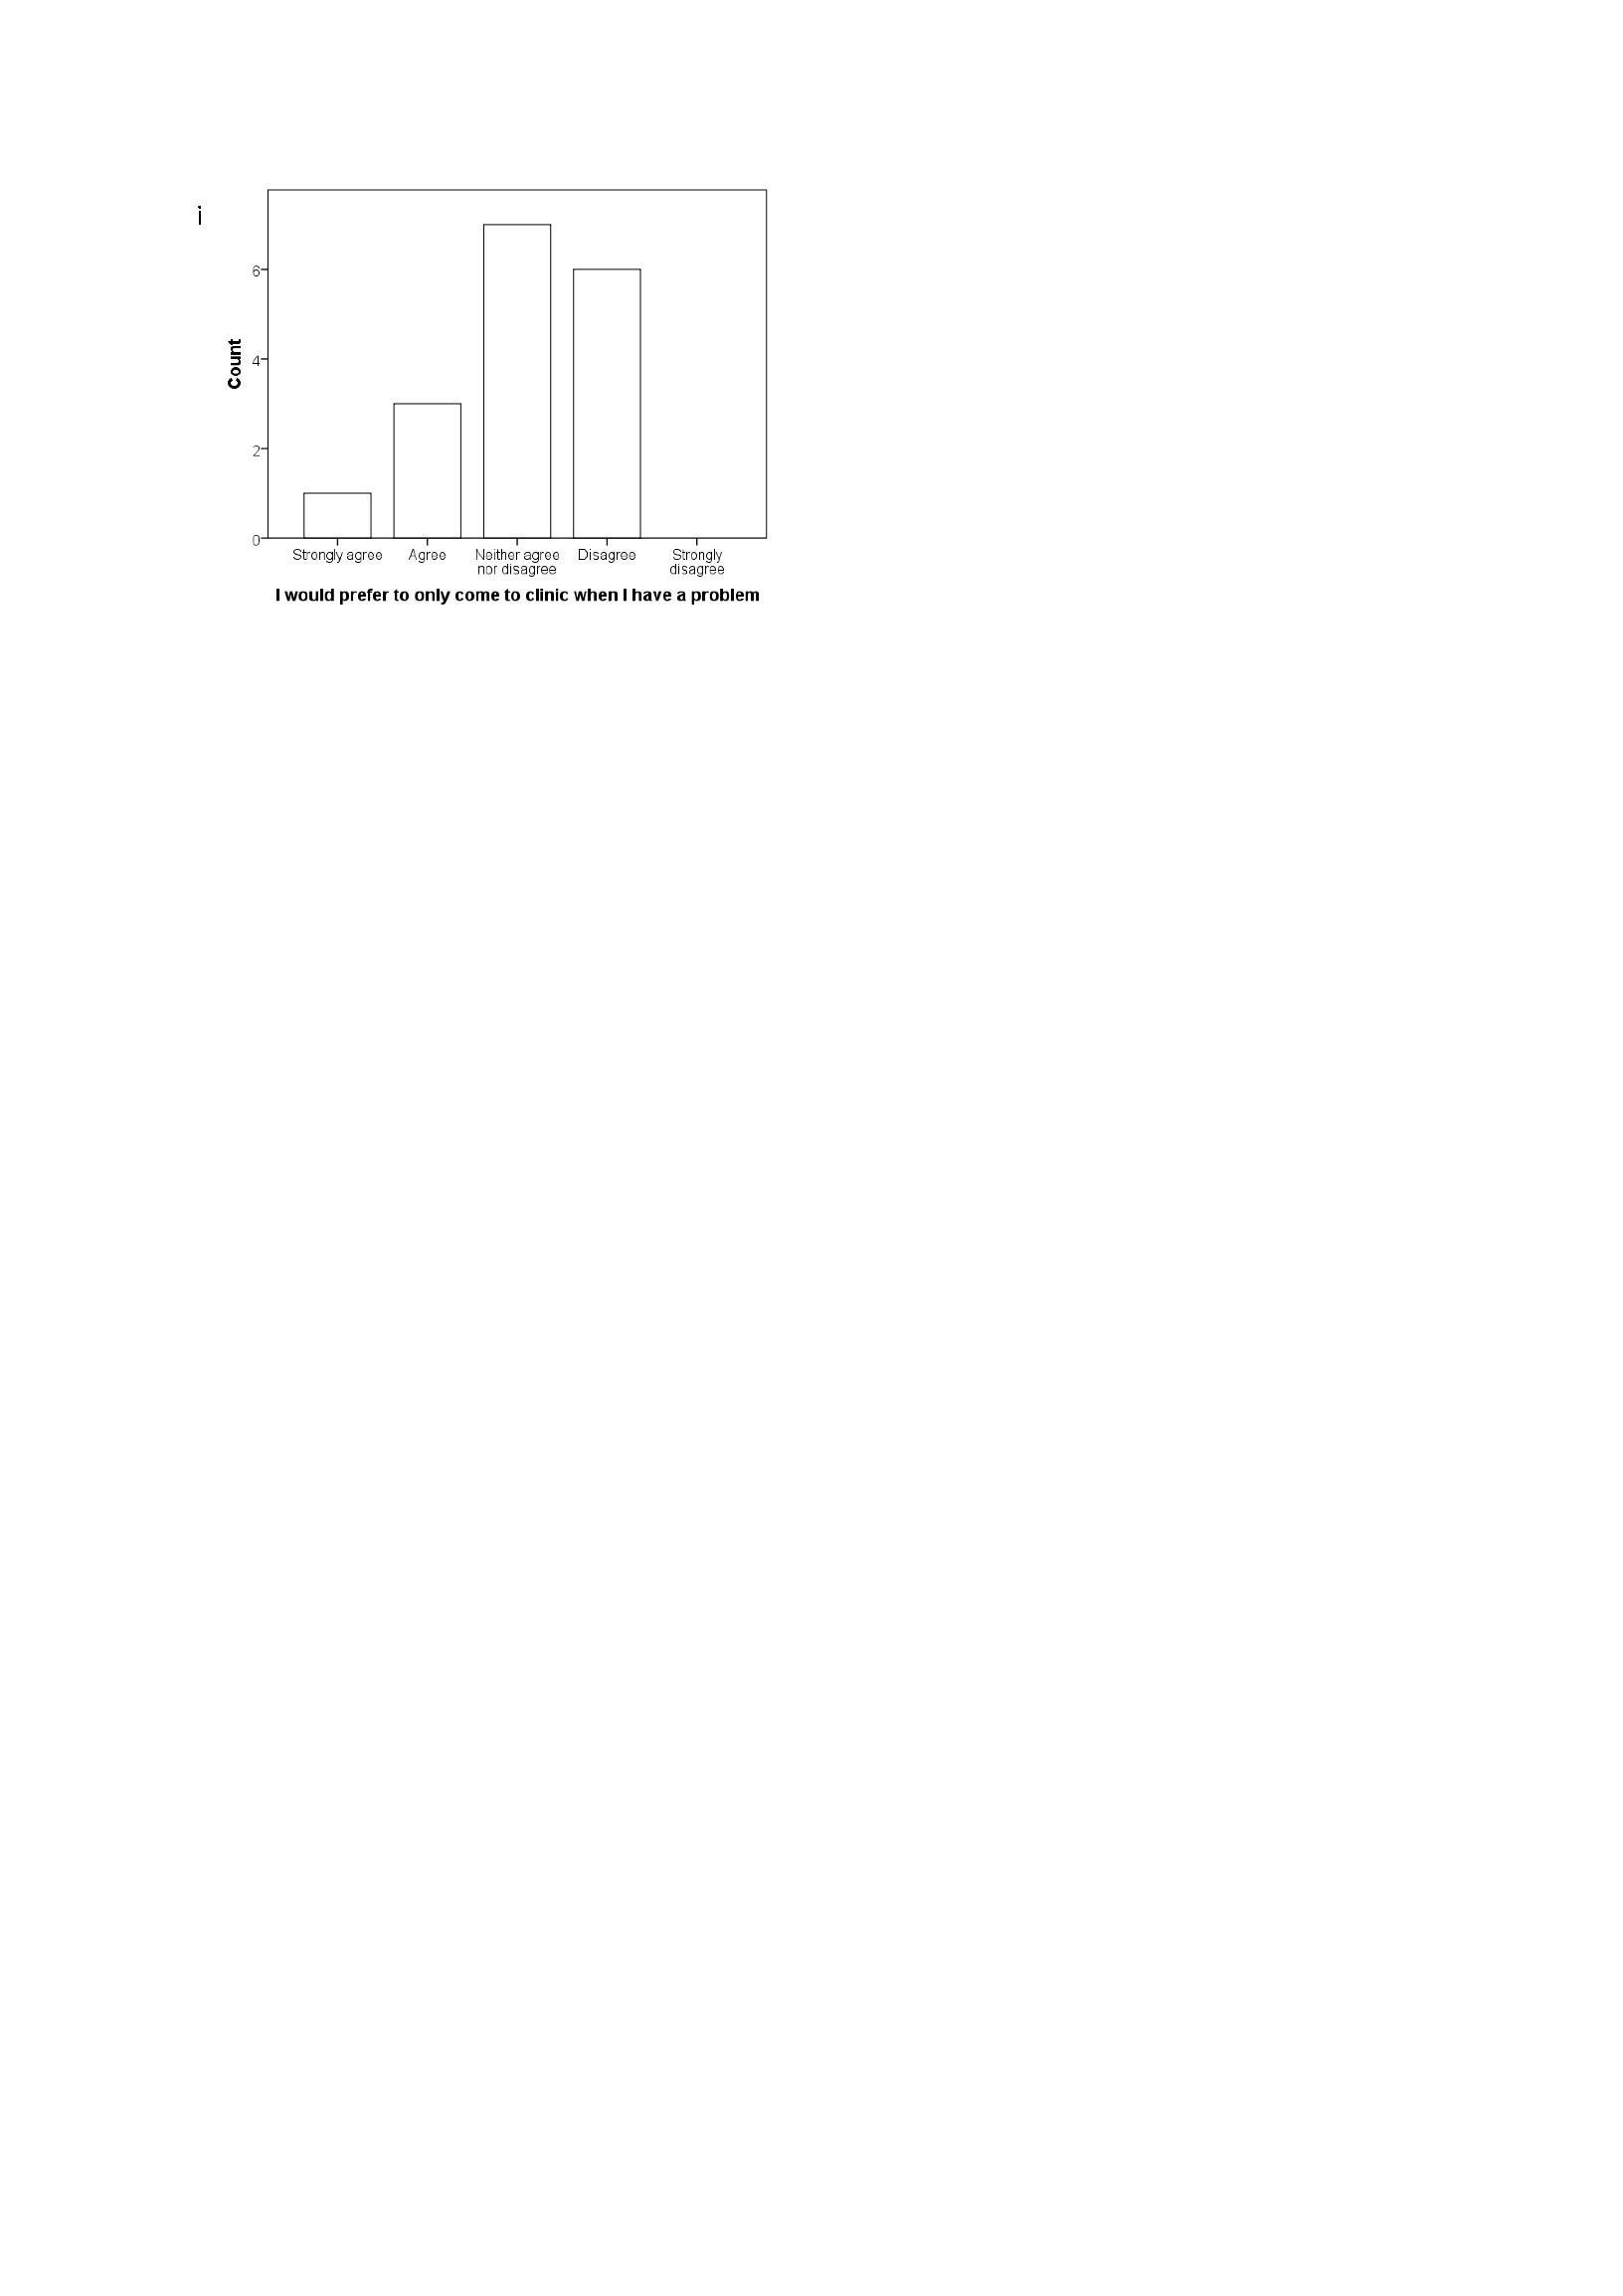 i
Count
6
4
2
0
Strongly agree
Agree
Neither agree
nor disagree
Disagree
Strongly
disagree
I would prefer to only come to clinic when I have a problem